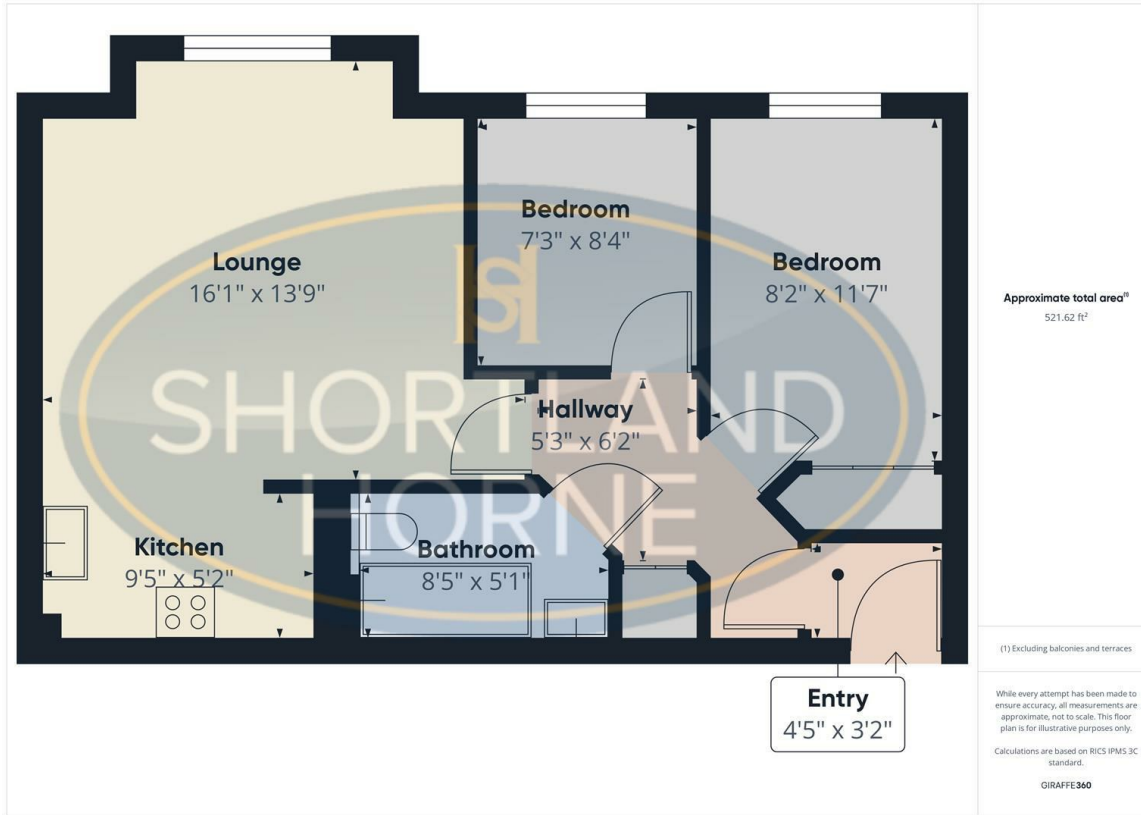 Lounge
16'1" x 13'9"
Bedroom
7'3" x 8'4"
Bedroom
8'2" x 11'7"
Hallway
5'3" x 6'2"
Kitchen
9'5" x 5'2"
Bathroom
8'5" x 5'1"
Entry
4'5" x 3'2"
SH
SHORTLAND
HORNE
Approximate total area⁽¹⁾
521.62 ft²
(1) Excluding balconies and terraces
While every attempt has been made to
ensure accuracy, all measurements are
approximate, not to scale. This floor
plan is for illustrative purposes only.
Calculations are based on RICS IPMS 3C
standard.
GIRAFFE360